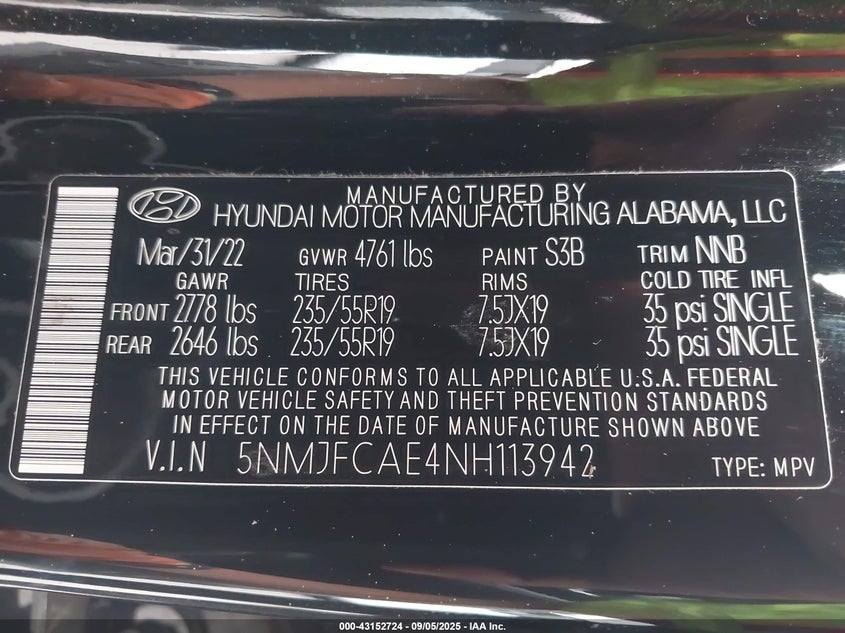 MANUFACTURED BY
HYUNDAI MOTOR MANUFACTURING ALABAMA, LLC
Mar/31/22 GVWR 4761 lbs PAINT S3B TRIM NNB
GAWR TIRES RIMS COLD TIRE INFL
FRONT 2778 lbs 235/55R19 7.5JX19 35 psi SINGLE
REAR 2646 lbs 235/55R19 7.5JX19 35 psi SINGLE
THIS VEHICLE CONFORMS TO ALL APPLICABLE U.S.A. FEDERAL
MOTOR VEHICLE SAFETY AND THEFT PREVENTION STANDARDS
IN EFFECT ON THE DATE OF MANUFACTURE SHOWN ABOVE
V.I.N 5NMJFCAE4NH113942 TYPE: MPV
000-43152724 - 09/05/2025 - IAA Inc.